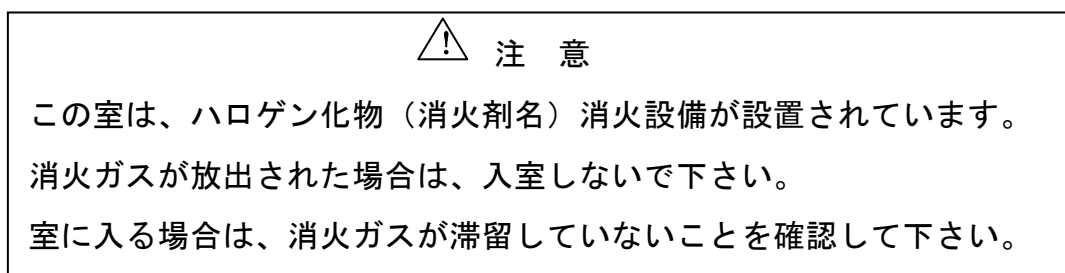 注　意
この室は、ハロゲン化物（消火剤名）消火設備が設置されています。
消火ガスが放出された場合は、入室しないで下さい。
室に入る場合は、消火ガスが滞留していないことを確認して下さい。